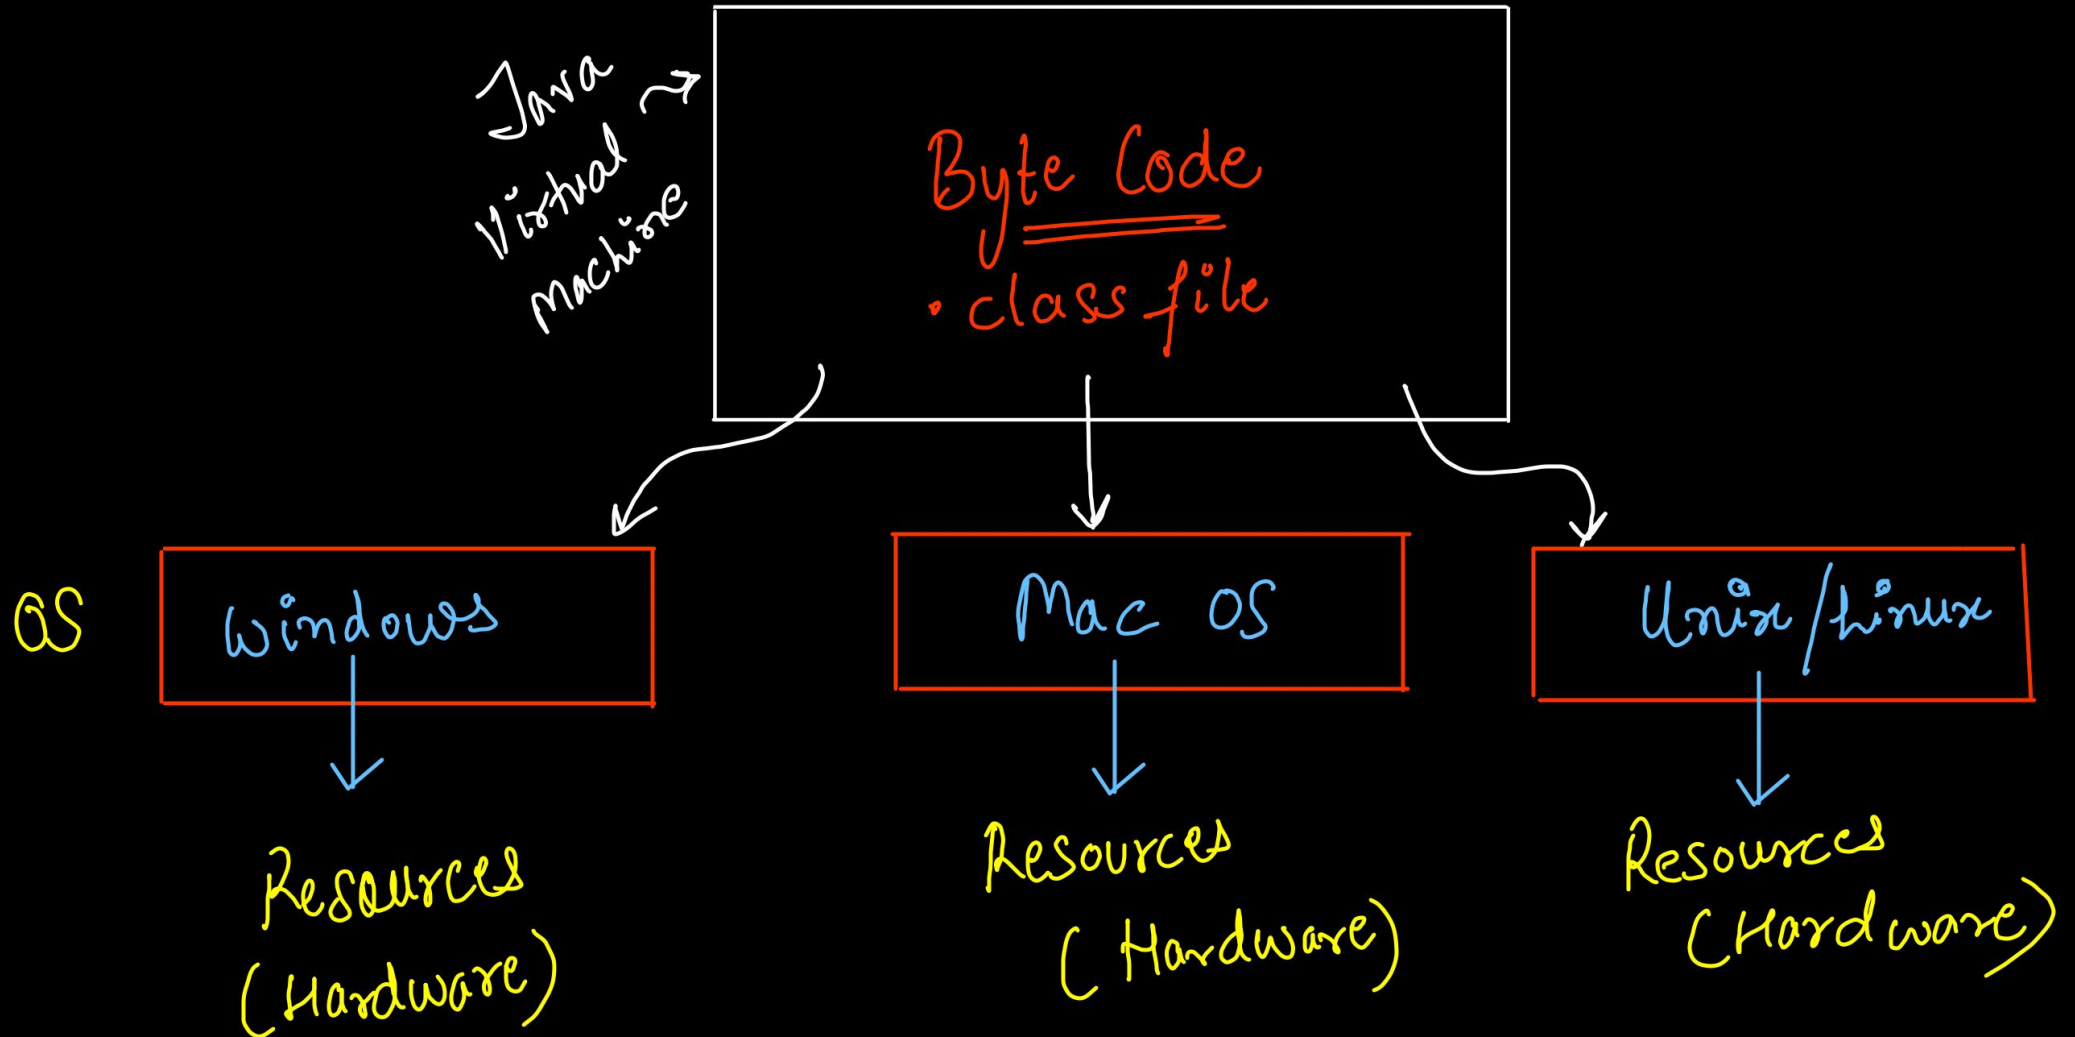 Java
Virtual
Machine
Byte Code
.class file
OS
Windows
Mac OS
Unix/Linux
Resources
(Hardware)
Resources
(Hardware)
Resources
(Hardware)